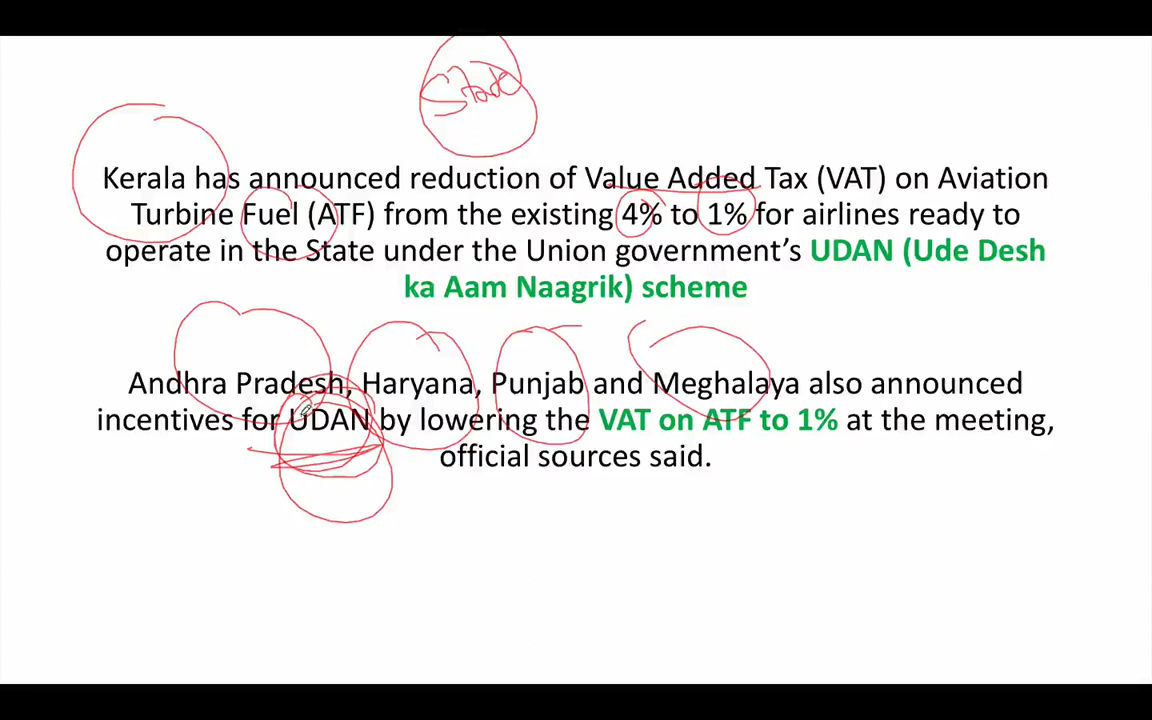 State
Kerala has announced reduction of Value Added Tax (VAT) on Aviation
Turbine Fuel (ATF) from the existing 4% to 1% for airlines ready to
operate in the State under the Union government's UDAN (Ude Desh
ka Aam Naagrik) scheme
Andhra Pradesh, Haryana, Punjab and Meghalaya also announced
incentives for UDAN by lowering the VAT on ATF to 1% at the meeting,
official sources said.